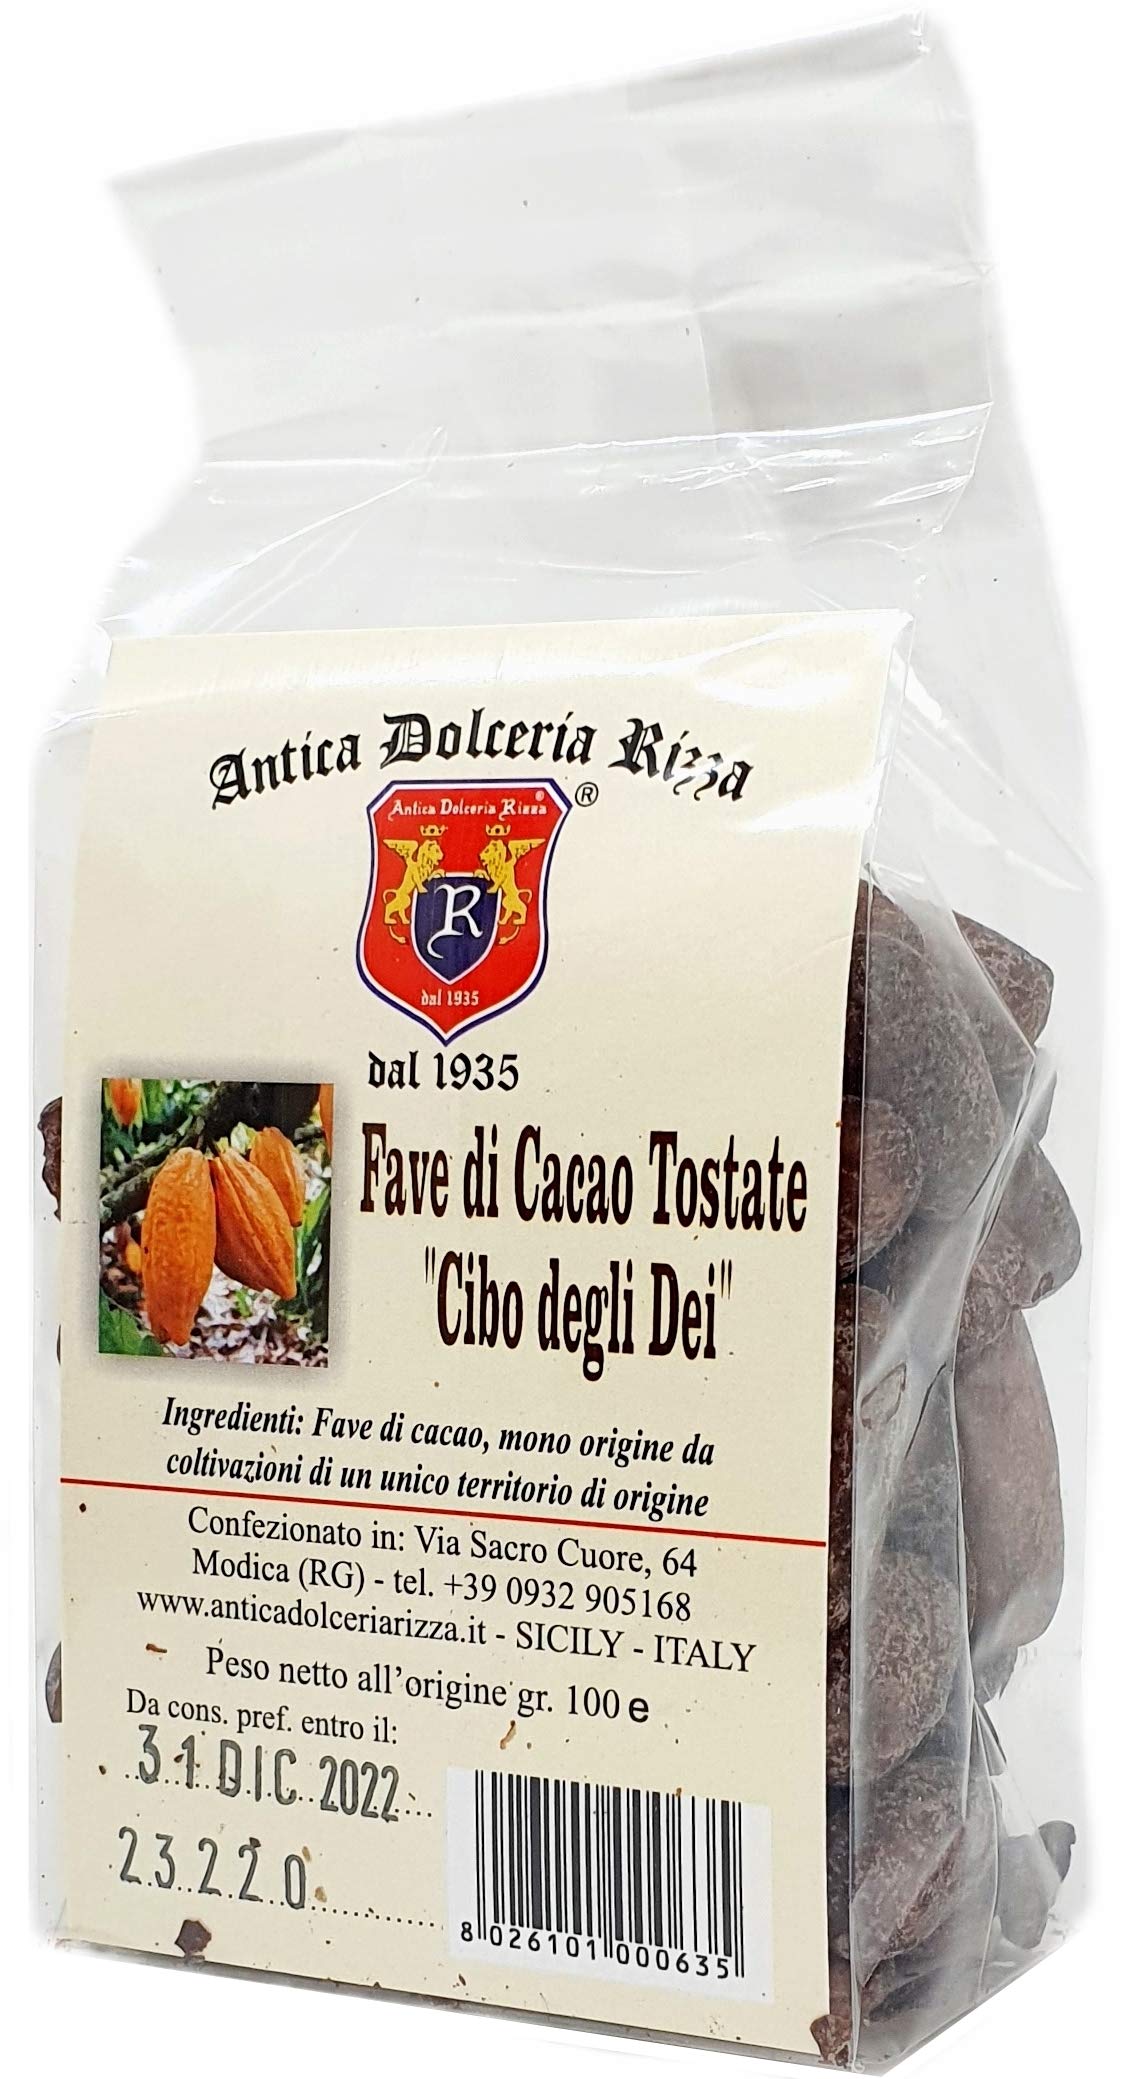 Antica Dolceria Rizza
®
Antica Dolceria Rizza ®
R
dal 1935
dal 1935
Fave di Cacao Tostate
"Cibo degli Dei"
Ingredienti: Fave di cacao, mono origine da
coltivazioni di un unico territorio di origine
Confezionato in: Via Sacro Cuore, 64
Modica (RG) - tel. +39 0932 905168
www.anticadolceriarizza.it - SICILY - ITALY
Peso netto all'origine gr. 100 e
Da cons. pref. entro il:
31 DIC 2022
23220
8 026101 000635